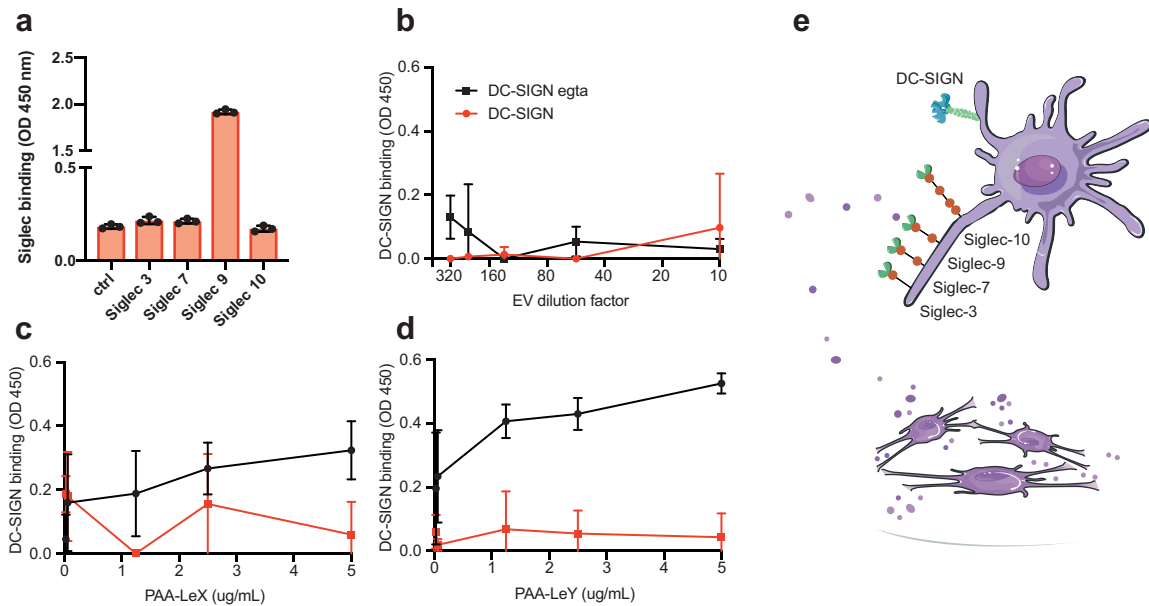 a
Siglec binding (OD 450 nm)
2.5
2.0
1.5
0.5
0.0
ctrl
Siglec 3
Siglec 7
Siglec 9
Siglec 10
b
DC-SIGN binding (OD 450)
0.6
0.4
0.2
0.0
DC-SIGN egta
DC-SIGN
320
160
80
40
20
10
EV dilution factor
c
DC-SIGN binding (OD 450)
0.6
0.4
0.2
0.0
0
1
2
3
4
5
PAA-LeX (ug/mL)
d
DC-SIGN binding (OD 450)
0.6
0.4
0.2
0.0
0
1
2
3
4
5
PAA-LeY (ug/mL)
e
DC-SIGN
Siglec-10
Siglec-9
Siglec-7
Siglec-3